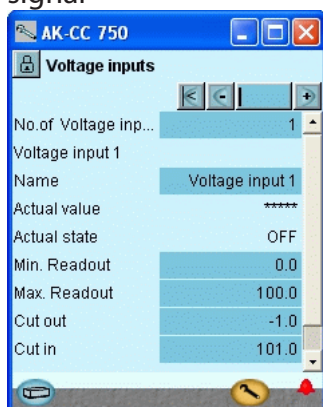 signal
AK-CC 750
Voltage inputs
No.of Voltage inp... 1
Voltage input 1
Name Voltage input 1
Actual value *****
Actual state OFF
Min. Readout 0.0
Max. Readout 100.0
Cut out -1.0
Cut in 101.0